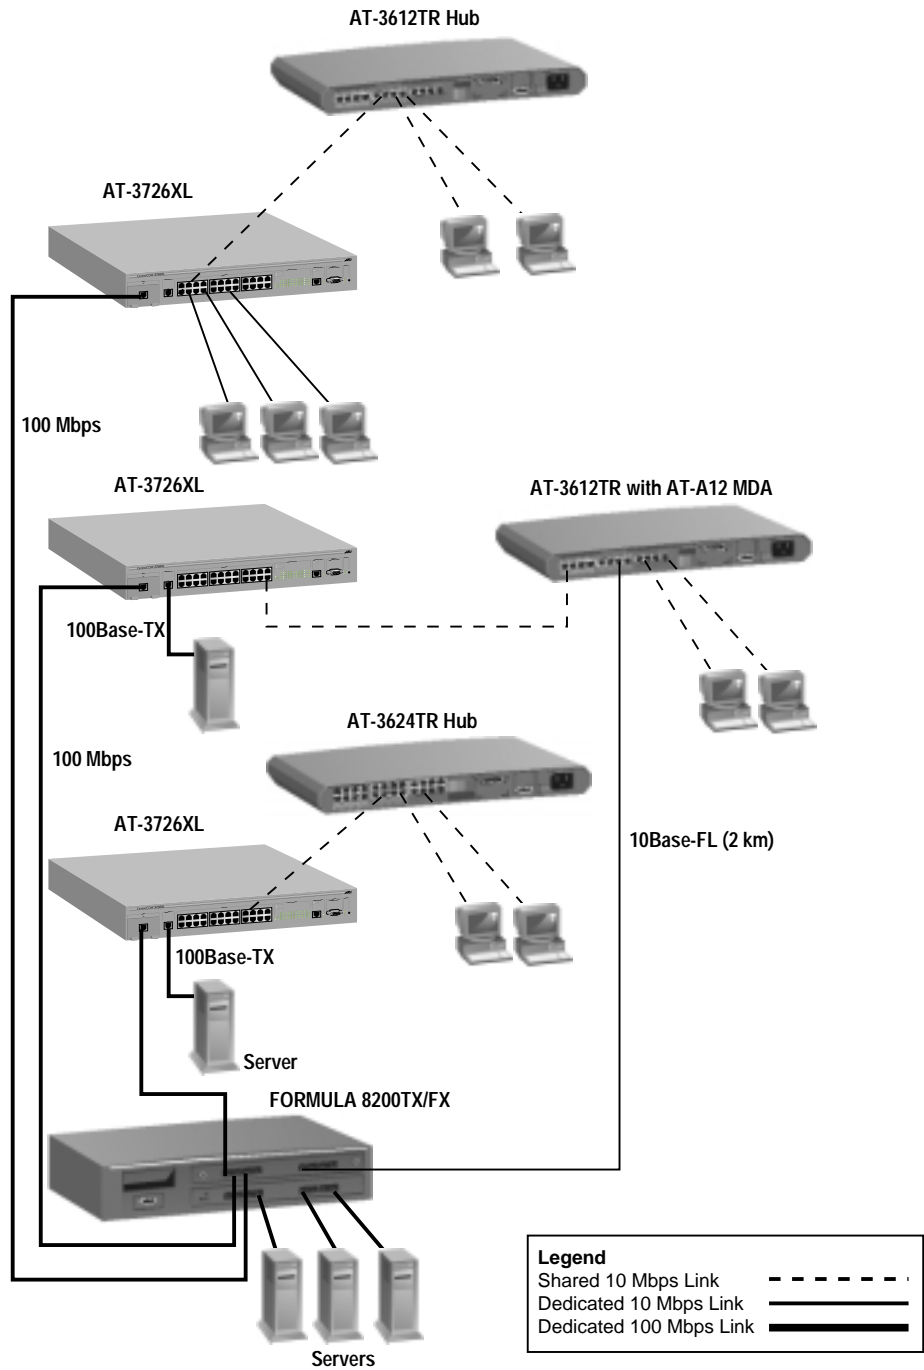 AT-3612TR Hub
AT-3726XL
100 Mbps
AT-3726XL
AT-3612TR with AT-A12 MDA
100Base-TX
AT-3624TR Hub
100 Mbps
AT-3726XL
10Base-FL (2 km)
100Base-TX
Server
FORMULA 8200TX/FX
Servers
Legend
Shared 10 Mbps Link
Dedicated 10 Mbps Link
Dedicated 100 Mbps Link